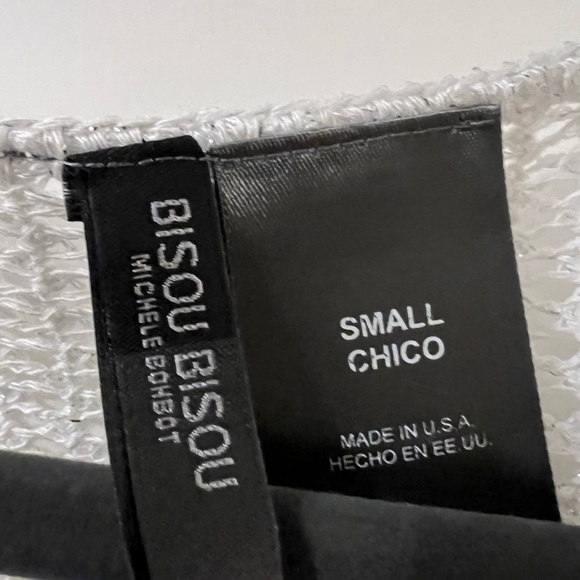 BISOU BISOU
MICHELE BOHBOT
SMALL
CHICO
MADE IN U.S.A.
HECHO EN EE.UU.